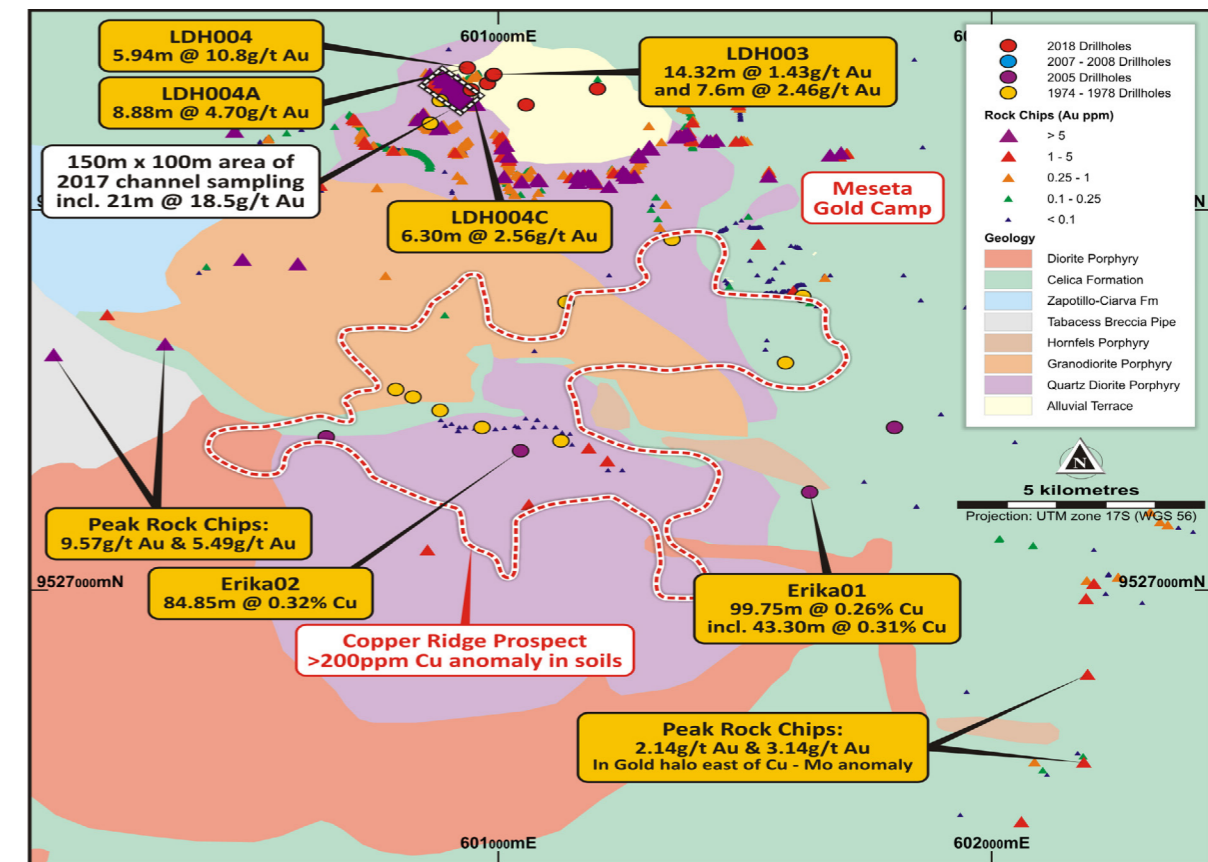 601000mE
60
LDH004
5.94m @ 10.8g/t Au
LDH003
14.32m @ 1.43g/t Au
and 7.6m @ 2.46g/t Au
LDH004A
8.88m @ 4.70g/t Au
150m x 100m area of
2017 channel sampling
incl. 21m @ 18.5g/t Au
LDH004C
6.30m @ 2.56g/t Au
Meseta
Gold Camp
9
N
2018 Drillholes
2007 - 2008 Drillholes
2005 Drillholes
1974 - 1978 Drillholes
Rock Chips (Au ppm)
> 5
1 - 5
0.25 - 1
0.1 - 0.25
< 0.1
Geology
Diorite Porphyry
Celica Formation
Zapotillo-Ciarva Fm
Tabacess Breccia Pipe
Hornfels Porphyry
Granodiorite Porphyry
Quartz Diorite Porphyry
Alluvial Terrace
N
5 kilometres
Projection: UTM zone 17S (WGS 56)
Peak Rock Chips:
9.57g/t Au & 5.49g/t Au
9527000mN
9527000mN
Erika02
84.85m @ 0.32% Cu
Erika01
99.75m @ 0.26% Cu
incl. 43.30m @ 0.31% Cu
Copper Ridge Prospect
>200ppm Cu anomaly in soils
Peak Rock Chips:
2.14g/t Au & 3.14g/t Au
In Gold halo east of Cu - Mo anomaly
601000mE
602000mE